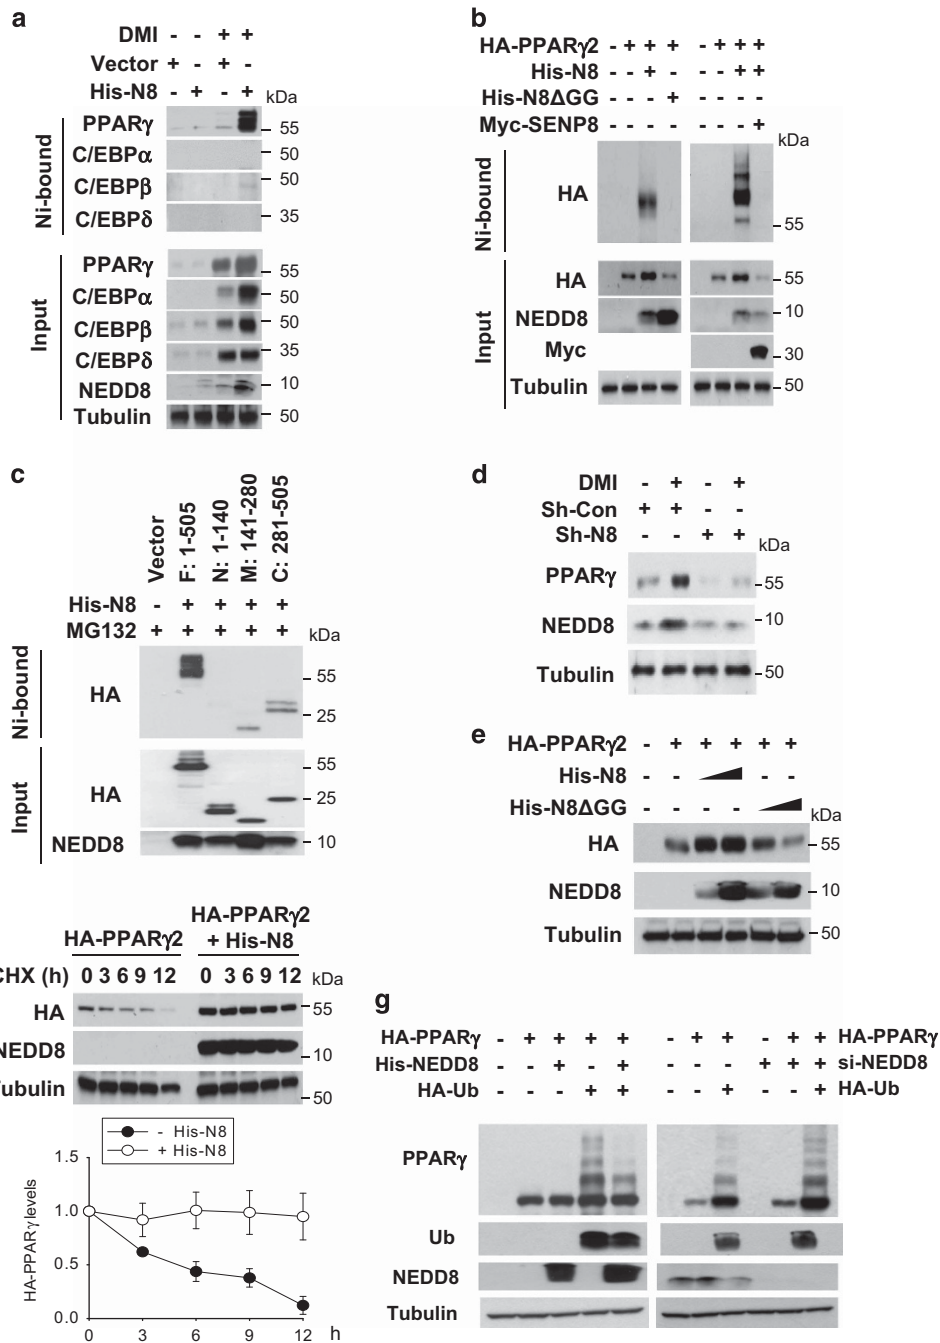 a
DMI - - + +
Vector + - + -
His-N8 - + - +
kDa
Ni-bound
PPARγ 55
C/EBPα 50
C/EBPβ 50
C/EBPδ 35
Input
PPARγ 55
C/EBPα 50
C/EBPβ 50
C/EBPδ 35
NEDD8 10
Tubulin 50
b
HA-PPARγ2 - + + + - + + +
His-N8 - - + - - - + +
His-N8ΔGG - - - + - - - -
Myc-SENP8 - - - - - - - +
kDa
Ni-bound
HA 55
Input
HA 55
NEDD8 10
Myc 30
Tubulin 50
c
Vector
F: 1-505
N: 1-140
M: 141-280
C: 281-505
His-N8 - + + + +
MG132 + + + + +
kDa
Ni-bound
HA 55
25
Input
HA 55
25
NEDD8 10
d
DMI - + - +
Sh-Con + + - -
Sh-N8 - - + +
kDa
PPARγ 55
NEDD8 10
Tubulin 50
e
HA-PPARγ2 - + + + + +
His-N8 - - - -
His-N8ΔGG - - - -
kDa
HA 55
NEDD8 10
Tubulin 50
HA-PPARγ2
HA-PPARγ2
+ His-N8
CHX (h) 0 3 6 9 12 0 3 6 9 12 kDa
HA 55
NEDD8 10
Tubulin 50
- His-N8
+ His-N8
HA-PPARγ levels
1.5
1.0
0.5
0.0
0 3 6 9 12 h
g
HA-PPARγ - + + + + - + + - + + HA-PPARγ
His-NEDD8 - - + - + - - - + + + si-NEDD8
HA-Ub - - - + + - - + - - + HA-Ub
PPARγ
Ub
NEDD8
Tubulin